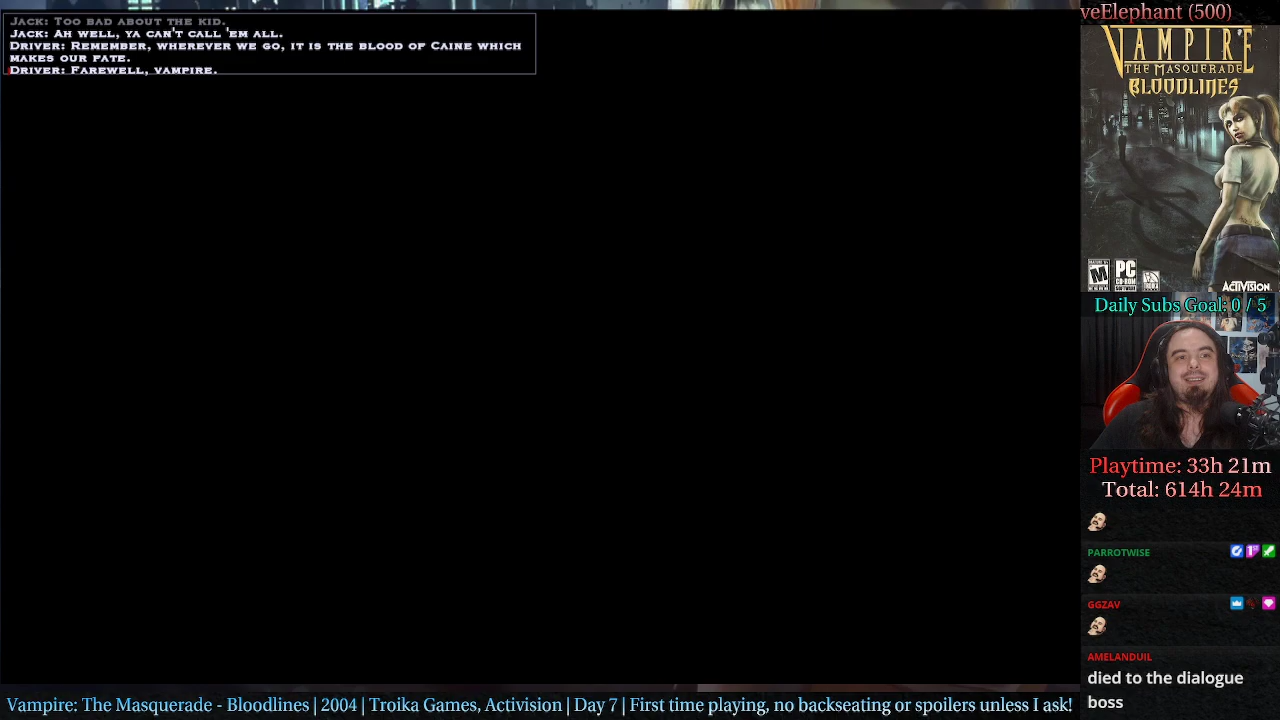 Jack: Too bad about the kid.
Jack: Ah well, ya can't call 'em all.
Driver: Remember, wherever we go, it is the blood of Caine which
makes our fate.
Driver: Farewell, vampire.
veElephant (500)
VAMPIRE
THE MASQUERADE
BLOODLINES
M
PC
CD-ROM
SOFTWARE
ACTIVISION
Daily Subs Goal: 0 / 5
Playtime: 33h 21m
Total: 614h 24m
PARROTWISE
GGZAV
AMELANDUIL
died to the dialogue
boss
Vampire: The Masquerade - Bloodlines | 2004 | Troika Games, Activision | Day 7 | First time playing, no backseating or spoilers unless I ask!